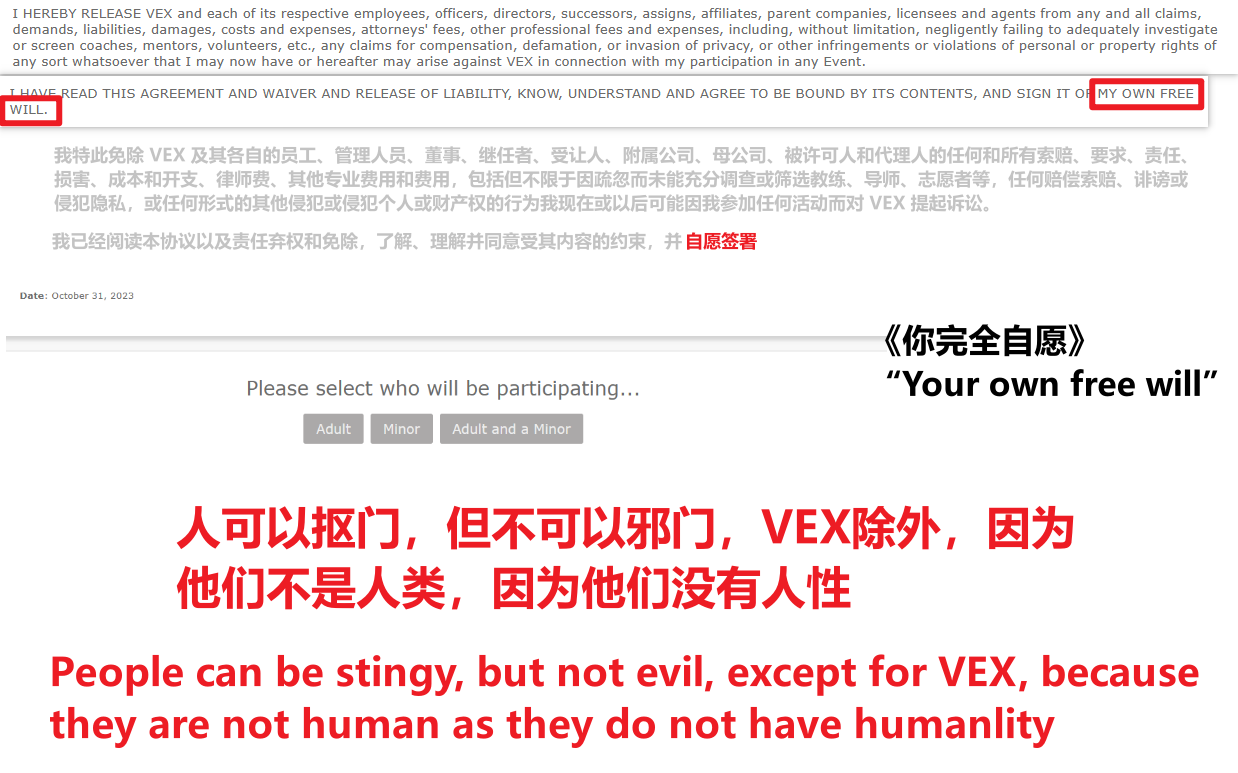 I HEREBY RELEASE VEX and each of its respective employees, officers, directors, successors, assigns, affiliates, parent companies, licensees and agents from any and all claims,
demands, liabilities, damages, costs and expenses, attorneys' fees, other professional fees and expenses, including, without limitation, negligently failing to adequately investigate
or screen coaches, mentors, volunteers, etc., any claims for compensation, defamation, or invasion of privacy, or other infringements or violations of personal or property rights of
any sort whatsoever that I may now have or hereafter may arise against VEX in connection with my participation in any Event.
I HAVE READ THIS AGREEMENT AND WAIVER AND RELEASE OF LIABILITY, KNOW, UNDERSTAND AND AGREE TO BE BOUND BY ITS CONTENTS, AND SIGN IT OF MY OWN FREE
WILL.
我特此免除 VEX 及其各自的员工、管理人员、董事、继任者、受让人、附属公司、母公司、被许可人和代理人的任何和所有索赔、要求、责任、
损害、成本和开支、律师费、其他专业费用和费用，包括但不限于因疏忽而未能充分调查或筛选教练、导师、志愿者等，任何赔偿索赔、诽谤或
侵犯隐私，或任何形式的其他侵犯或侵犯个人或财产权的行为我现在或以后可能因我参加任何活动而对 VEX 提起诉讼。
我已经阅读本协议以及责任弃权和免除，了解、理解并同意受其内容的约束，并 自愿签署
Date: October 31, 2023
《你完全自愿》
“Your own free will”
Please select who will be participating...
Adult Minor Adult and a Minor
人可以抠门，但不可以邪门，VEX除外，因为
他们不是人类，因为他们没有人性
People can be stingy, but not evil, except for VEX, because
they are not human as they do not have humanlity